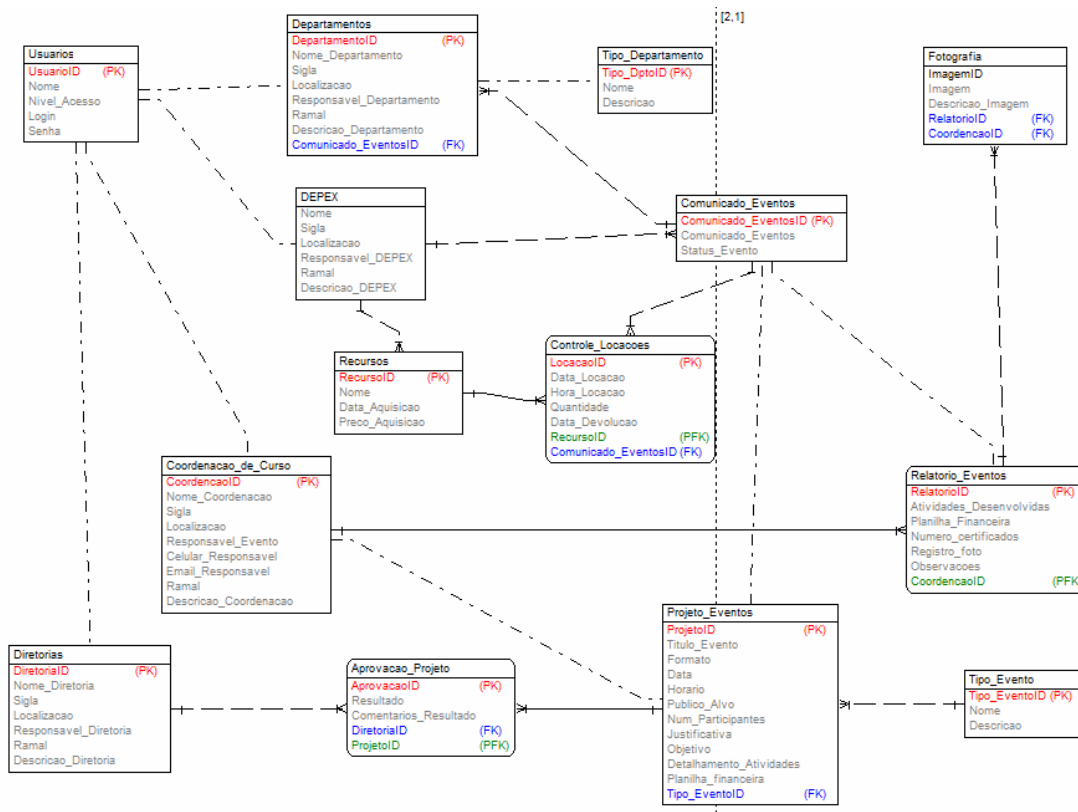 [2,1]
Departamentos
DepartamentoID (PK)
Nome_Departamento
Sigla
Localizacao
Responsavel_Departamento
Ramal
Descricao_Departamento
Comunicado_EventosID (FK)
Usuarios
UsuarioID (PK)
Nome
Nivel_Acesso
Login
Senha
Tipo_Departamento
Tipo_DptoID (PK)
Nome
Descricao
Fotografia
ImagemID
Imagem
Descricao_Imagem
RelatorioID (FK)
CoordencaoID (FK)
DEPEX
Nome
Sigla
Localizacao
Responsavel_DEPEX
Ramal
Descricao_DEPEX
Comunicado_Eventos
Comunicado_EventosID (PK)
Comunicado_Eventos
Status_Evento
Recursos
RecursoID (PK)
Nome
Data_Aquisicao
Preco_Aquisicao
Controle_Locacoes
LocacaoID (PK)
Data_Locacao
Hora_Locacao
Quantidade
Data_Devolucao
RecursoID (PFK)
Comunicado_EventosID (FK)
Coordenacao_de_Curso
CoordencaoID (PK)
Nome_Coordenacao
Sigla
Localizacao
Responsavel_Evento
Celular_Responsavel
Email_Responsavel
Ramal
Descricao_Coordenacao
Relatorio_Eventos
RelatorioID (PK)
Atividades_Desenvolvidas
Planilha_Financeira
Numero_certificados
Registro_foto
Observacoes
CoordencaoID (PFK)
Diretorias
DiretoriaID (PK)
Nome_Diretoria
Sigla
Localizacao
Responsavel_Diretoria
Ramal
Descricao_Diretoria
Aprovacao_Projeto
AprovacaoID (PK)
Resultado
Comentarios_Resultado
DiretoriaID (FK)
ProjetoID (PFK)
Projeto_Eventos
ProjetoID (PK)
Titulo_Evento
Formato
Data
Horario
Publico_Alvo
Num_Participantes
Justificativa
Objetivo
Detalhamento_Atividades
Planilha_financeira
Tipo_EventoID (FK)
Tipo_Evento
Tipo_EventoID (PK)
Nome
Descricao